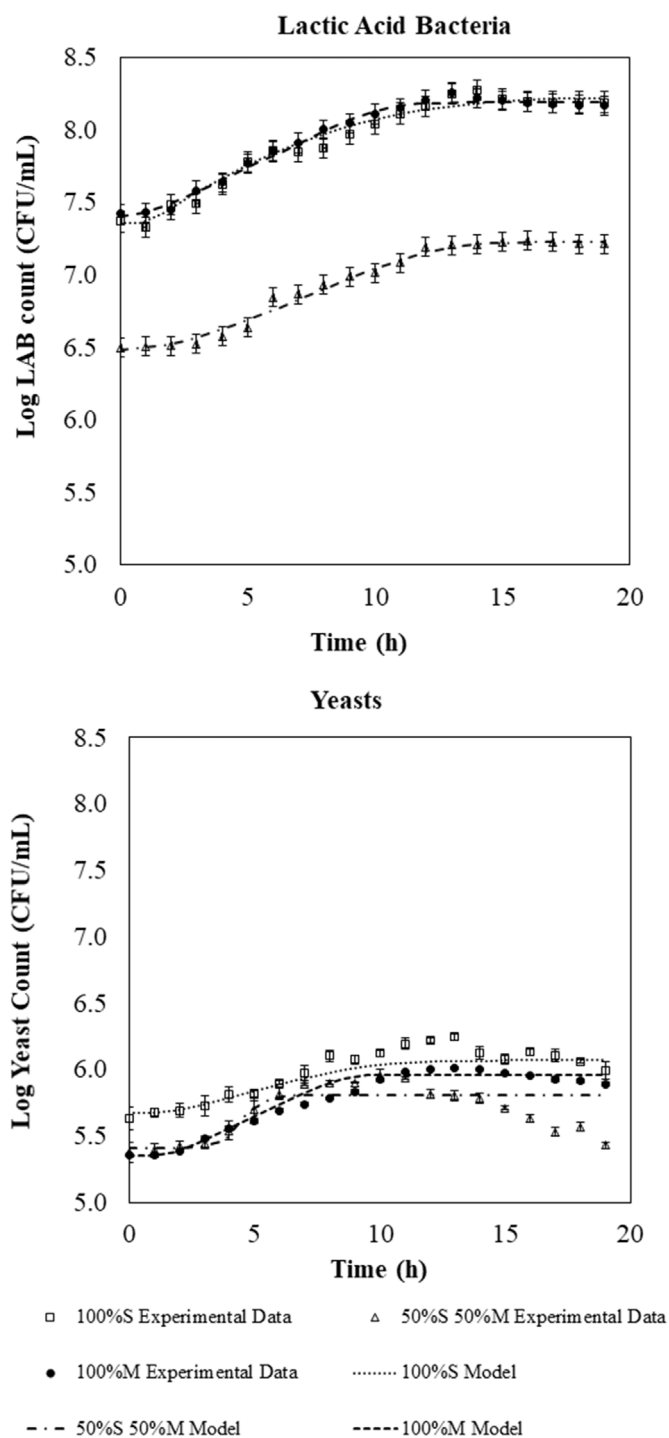 Lactic Acid Bacteria
Log LAB count (CFU/mL)
8.5
8.0
7.5
7.0
6.5
6.0
5.5
5.0
0 5 10 15 20
Time (h)
Yeasts
Log Yeast Count (CFU/mL)
8.5
8.0
7.5
7.0
6.5
6.0
5.5
5.0
0 5 10 15 20
Time (h)
100%S Experimental Data 50%S 50%M Experimental Data
100%M Experimental Data 100%S Model
50%S 50%M Model 100%M Model